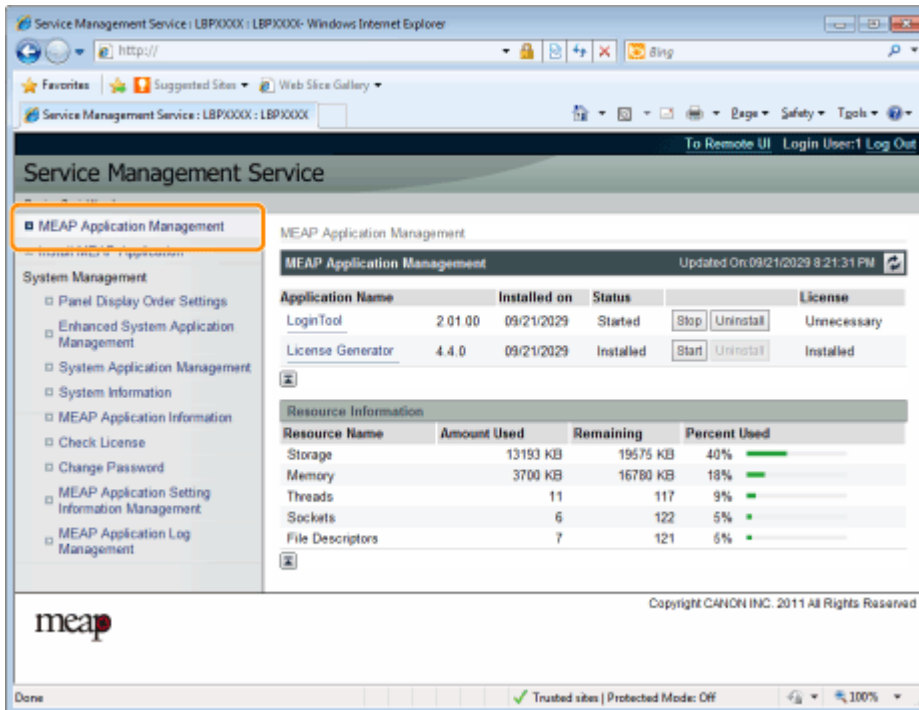 Service Management Service : LBPXXXX : LBPXXXX- Windows Internet Explorer
http://
Bing
Favorites Suggested Sites Web Slice Gallery
Service Management Service : LBPXXXX : LBPXXXX
Page Safety Tools
To Remote UI Login User:1 Log Out
Service Management Service
MEAP Application Management
Install MEAP Application
System Management
Panel Display Order Settings
Enhanced System Application
Management
System Application Management
System Information
MEAP Application Information
Check License
Change Password
MEAP Application Setting
Information Management
MEAP Application Log
Management
MEAP Application Management
MEAP Application Management Updated On:09/21/2029 8:21:31 PM
Application Name Installed on Status License
LoginTool 2.01.00 09/21/2029 Started Stop Uninstall Unnecessary
License Generator 4.4.0 09/21/2029 Installed Start Uninstall Installed
Resource Information
Resource Name Amount Used Remaining Percent Used
Storage 13193 KB 19575 KB 40%
Memory 3700 KB 16780 KB 18%
Threads 11 117 9%
Sockets 6 122 5%
File Descriptors 7 121 6%
Copyright CANON INC. 2011 All Rights Reserved
meap
Done Trusted sites | Protected Mode: Off 100%